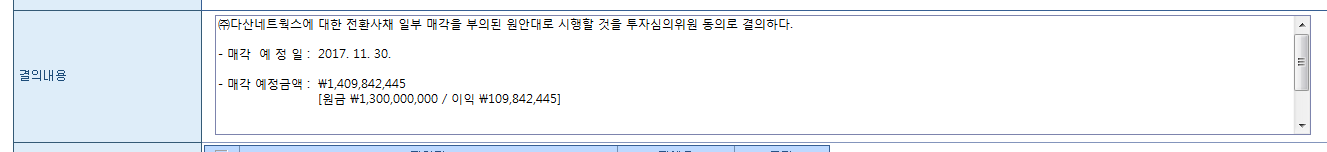 결의내용
㈜다산네트웍스에 대한 전환사채 일부 매각을 부의된 원안대로 시행할 것을 투자심의위원 동의로 결의하다.
- 매각 예 정 일 : 2017. 11. 30.
- 매각 예정금액 : ₩1,409,842,445
[원금 ₩1,300,000,000 / 이익 ₩109,842,445]